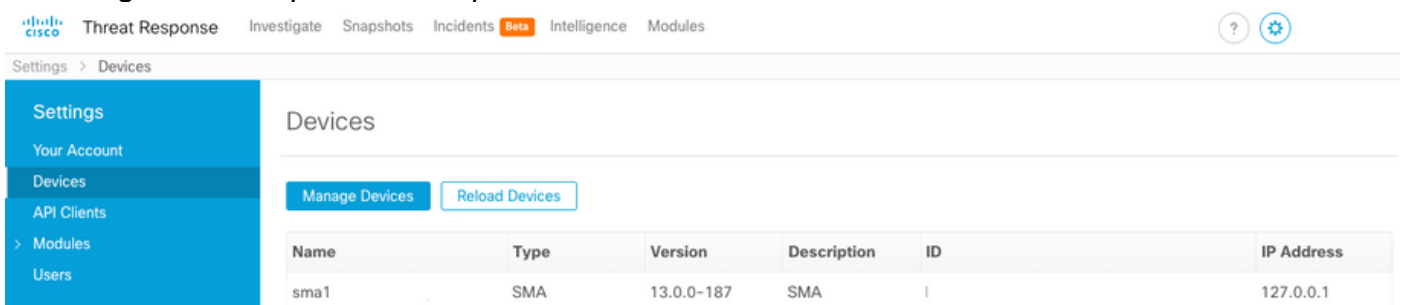 cisco Threat Response Investigate Snapshots Incidents Beta Intelligence Modules ?
Settings > Devices
Settings
Your Account
Devices
API Clients
> Modules
Users
Devices
Manage Devices Reload Devices
Name Type Version Description ID IP Address
sma1 SMA 13.0.0-187 SMA 127.0.0.1